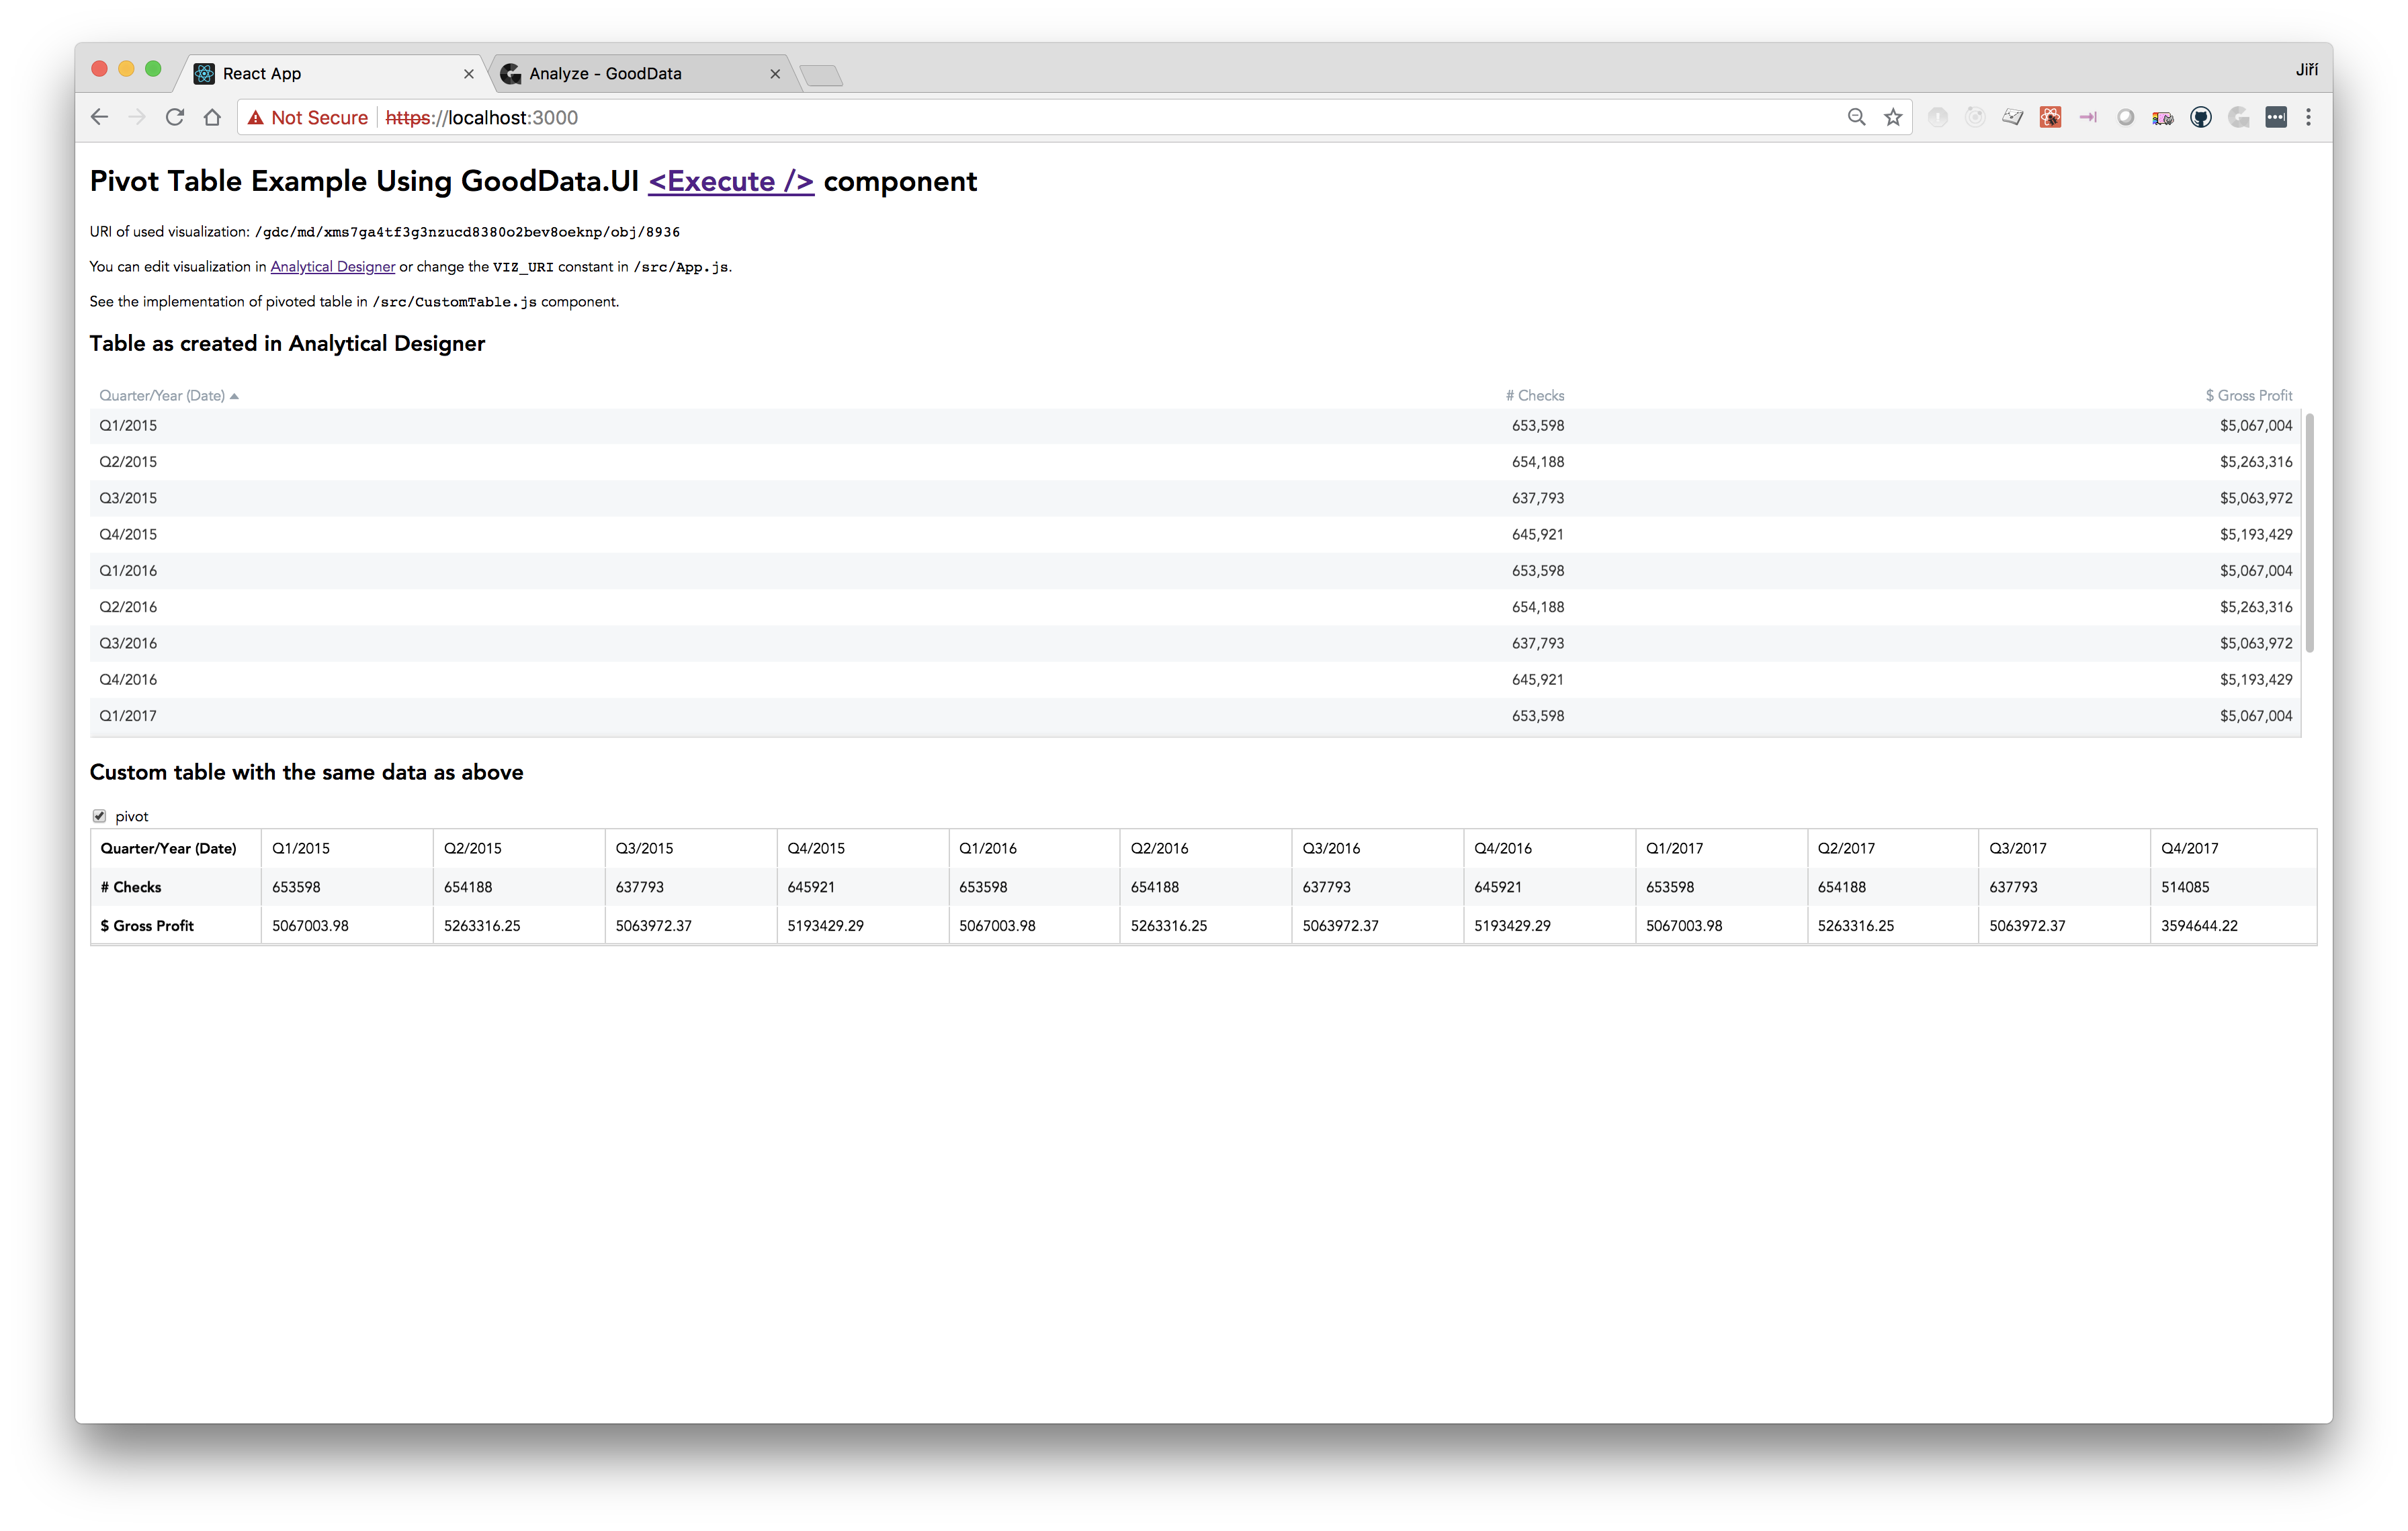 React App
Analyze - GoodData
Jiří
Not Secure https://localhost:3000
Pivot Table Example Using GoodData.UI <Execute /> component
URI of used visualization: /gdc/md/xms7ga4tf3g3nzucd8380o2bev8oeknp/obj/8936
You can edit visualization in Analytical Designer or change the VIZ_URI constant in /src/App.js.
See the implementation of pivoted table in /src/CustomTable.js component.
Table as created in Analytical Designer
Quarter/Year (Date) # Checks $ Gross Profit
Q1/2015 653,598 $5,067,004
Q2/2015 654,188 $5,263,316
Q3/2015 637,793 $5,063,972
Q4/2015 645,921 $5,193,429
Q1/2016 653,598 $5,067,004
Q2/2016 654,188 $5,263,316
Q3/2016 637,793 $5,063,972
Q4/2016 645,921 $5,193,429
Q1/2017 653,598 $5,067,004
Custom table with the same data as above
pivot
Quarter/Year (Date) Q1/2015 Q2/2015 Q3/2015 Q4/2015 Q1/2016 Q2/2016 Q3/2016 Q4/2016 Q1/2017 Q2/2017 Q3/2017 Q4/2017
# Checks 653598 654188 637793 645921 653598 654188 637793 645921 653598 654188 637793 514085
$ Gross Profit 5067003.98 5263316.25 5063972.37 5193429.29 5067003.98 5263316.25 5063972.37 5193429.29 5067003.98 5263316.25 5063972.37 3594644.22